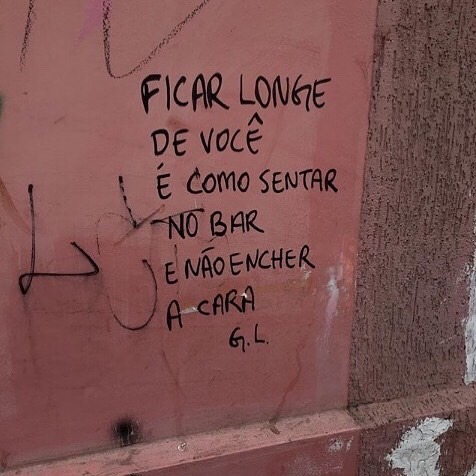 FICAR LONGE
DE VOCÊ
É COMO SENTAR
NO BAR
E NÃO ENCHER
A CARA
G.L.